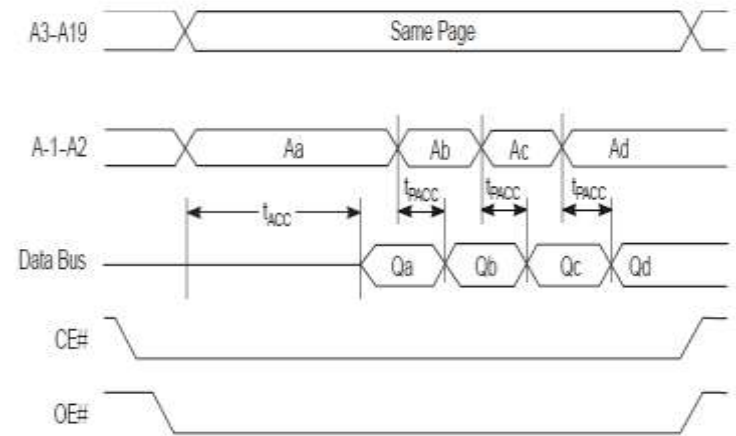 A3-A19 Same Page
A-1-A2 Aa Ab Ac Ad
tACC tPACC tPACC tPACC
Data Bus Qa Qb Qc Qd
CE#
OE#